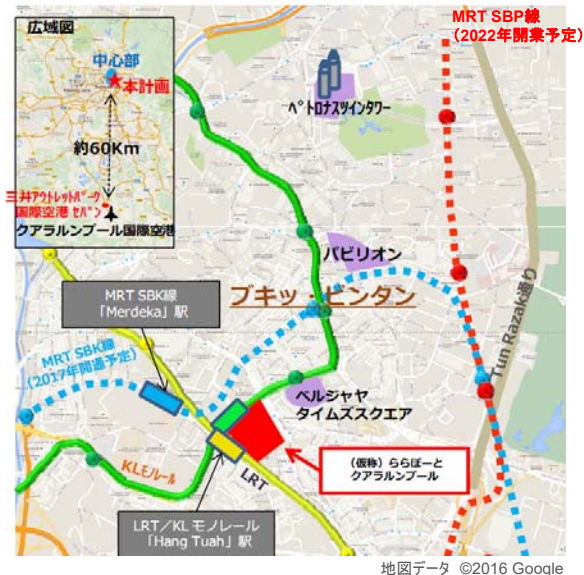 MRT SBP線
（2022年開業予定）
広域図
中心部
本計画
約60Km
三井アウトレットパーク
国際空港 セパン
クアラルンプール国際空港
ペトロナスツインタワー
パビリオン
MRT SBK線
「Merdeka」駅
ブキッ・ビンタン
Tun Razak通り
MRT SBK線
（2017年開通予定）
ベルジャヤ
タイムズスクエア
KLモノレール
LRT
（仮称）ららぽーと
クアラルンプール
LRT／KL モノレール
「Hang Tuah」駅
地図データ ©2016 Google